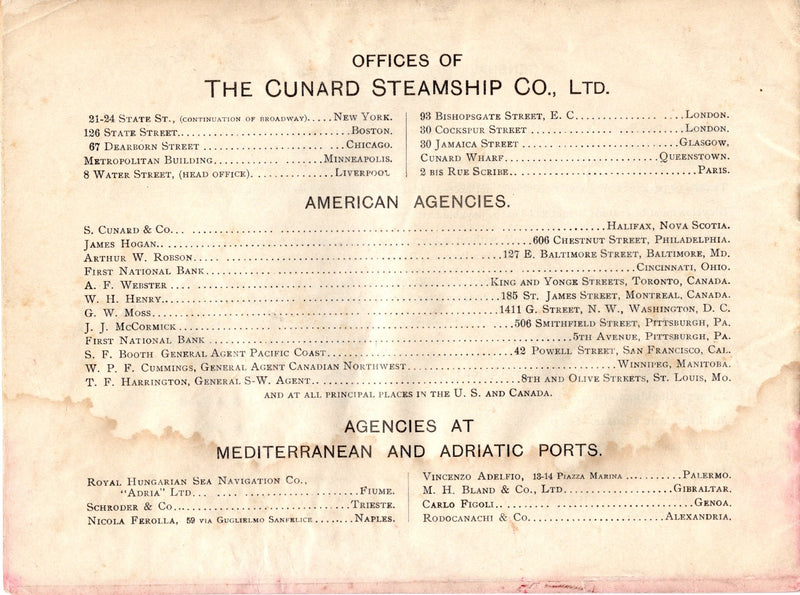 OFFICES OF
THE CUNARD STEAMSHIP CO., LTD.
21-24 STATE ST., (CONTINUATION OF BROADWAY).....NEW YORK.
126 STATE STREET................................BOSTON.
67 DEARBORN STREET ..........................CHICAGO.
METROPOLITAN BUILDING.......... .......MINNEAPOLIS.
8 WATER STREET, (HEAD OFFICE)...............LIVERPOOL
93 BISHOPSGATE STREET, E. C............... .... ....LONDON.
30 COCKSPUR STREET ............ ..............LONDON.
30 JAMAICA STREET .............................GLASGOW,
CUNARD WHARF.............................QUEENSTOWN.
2 BIS RUE SCRIBE..................................PARIS.
AMERICAN AGENCIES.
S. CUNARD & CO... ..............................HALIFAX, NOVA SCOTIA.
JAMES HOGAN.. ..............................606 CHESTNUT STREET, PHILADELPHIA.
ARTHUR W. ROBSON..... ..............................127 E. BALTIMORE STREET, BALTIMORE, MD.
FIRST NATIONAL BANK..............................CINCINNATI, OHIO.
A. F. WEBSTER .... ..............................KING AND YONGE STREETS, TORONTO, CANADA.
W. H. HENRY..............................185 ST. JAMES STREET, MONTREAL, CANADA.
G. W. MOSS..............................1411 G. STREET, N. W., WASHINGTON, D. C.
J. J. MCCORMICK ..............................506 SMITHFIELD STREET, PITTSBURGH, PA.
FIRST NATIONAL BANK ..............................5TH AVENUE, PITTSBURGH, PA.
S. F. BOOTH GENERAL AGENT PACIFIC COAST..............................42 POWELL STREET, SAN FRANCISCO, CAL.
W. P. F. CUMMINGS, GENERAL AGENT CANADIAN NORTHWEST..............................WINNIPEG, MANITOBA.
T. F. HARRINGTON, GENERAL S-W. AGENT..............................8TH AND OLIVE STREETS, ST. LOUIS, MO.
AND AT ALL PRINCIPAL PLACES IN THE U. S. AND CANADA.
AGENCIES AT
MEDITERRANEAN AND ADRIATIC PORTS.
ROYAL HUNGARIAN SEA NAVIGATION CO.,
"ADRIA" LTD... .... ....................FIUME.
SCHRODER & CO..............................TRIESTE.
NICOLA FEROLLA, 59 VIA GUGLIELMO SANFELICE ........NAPLES.
VINCENZO ADELFIO, 13-14 PIAZZA MARINA ...........PALERMO.
M. H. BLAND & CO., LTD....................GIBRALTAR.
CARLO FIGOLI.. ..............................GENOA.
RODOCANACHI & CO.........................ALEXANDRIA.